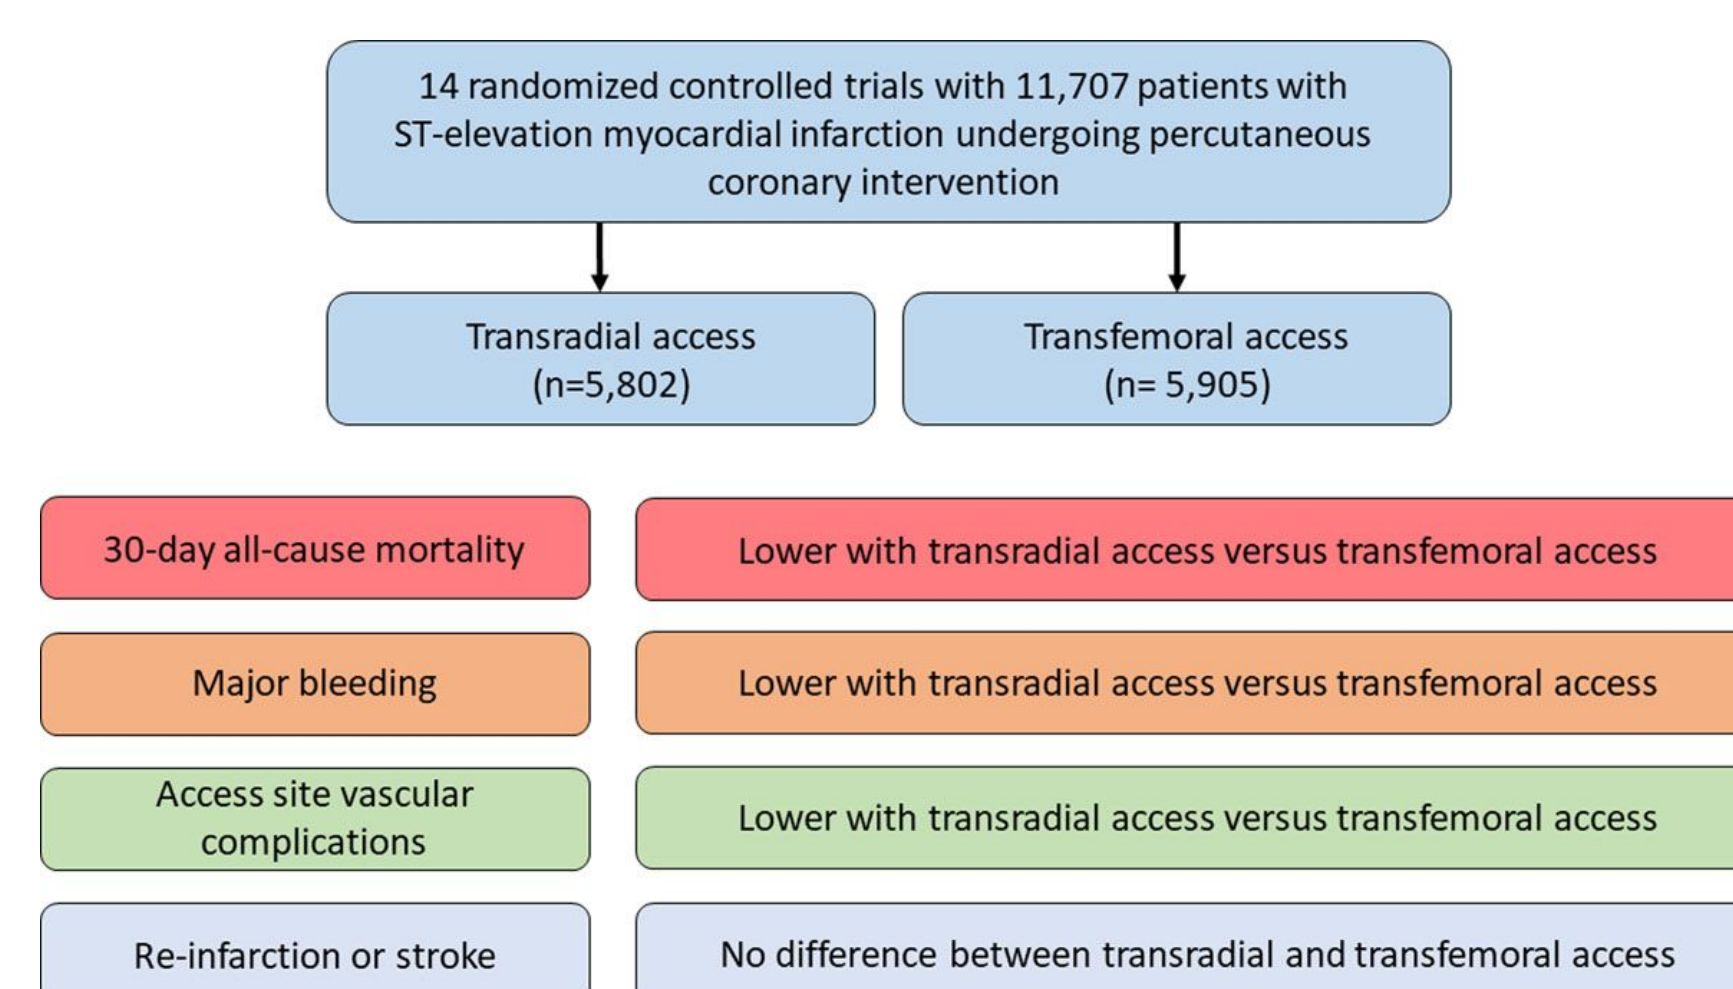 14 randomized controlled trials with 11,707 patients with
ST-elevation myocardial infarction undergoing percutaneous
coronary intervention
Transradial access
(n=5,802)
Transfemoral access
(n= 5,905)
30-day all-cause mortality
Lower with transradial access versus transfemoral access
Major bleeding
Lower with transradial access versus transfemoral access
Access site vascular
complications
Lower with transradial access versus transfemoral access
Re-infarction or stroke
No difference between transradial and transfemoral access